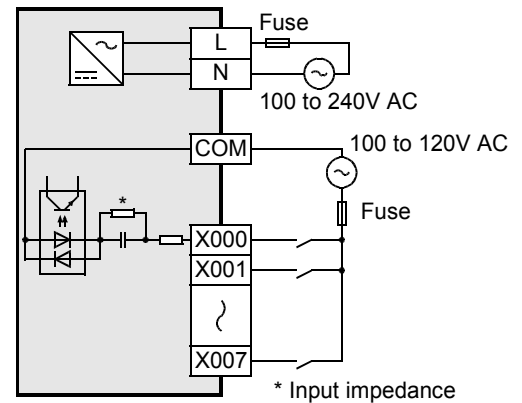 L
Fuse
N
100 to 240V AC
COM
100 to 120V AC
*
Fuse
X000
X001
X007
* Input impedance